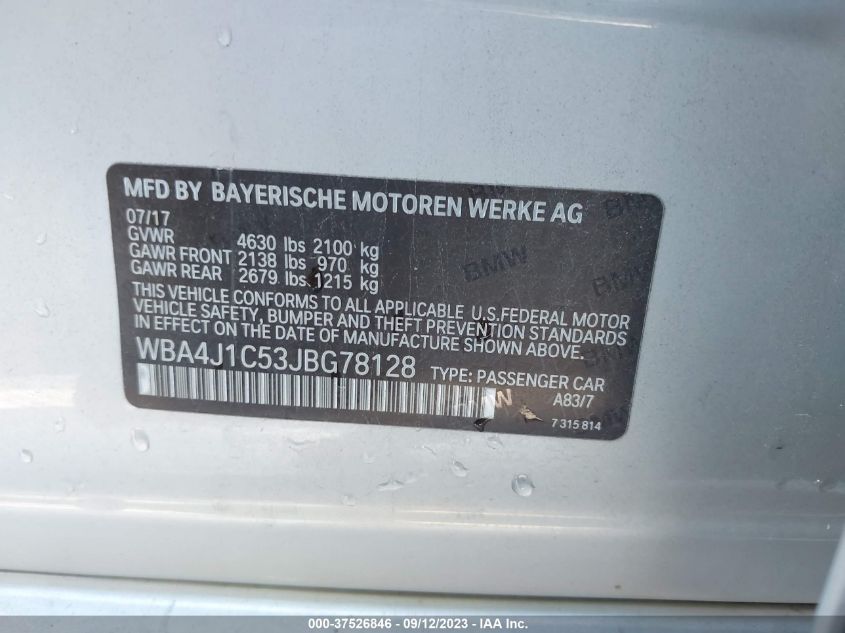 MFD BY BAYERISCHE MOTOREN WERKE AG
07/17
GVWR 4630 lbs 2100 kg
GAWR FRONT 2138 lbs 970 kg
GAWR REAR 2679 lbs 1215 kg
THIS VEHICLE CONFORMS TO ALL APPLICABLE U.S.FEDERAL MOTOR
VEHICLE SAFETY, BUMPER AND THEFT PREVENTION STANDARDS
IN EFFECT ON THE DATE OF MANUFACTURE SHOWN ABOVE.
WBA4J1C53JBG78128 TYPE: PASSENGER CAR
A83/7
7 315 814
BMW
BMW
BMW
000-37526846 - 09/12/2023 - IAA Inc.